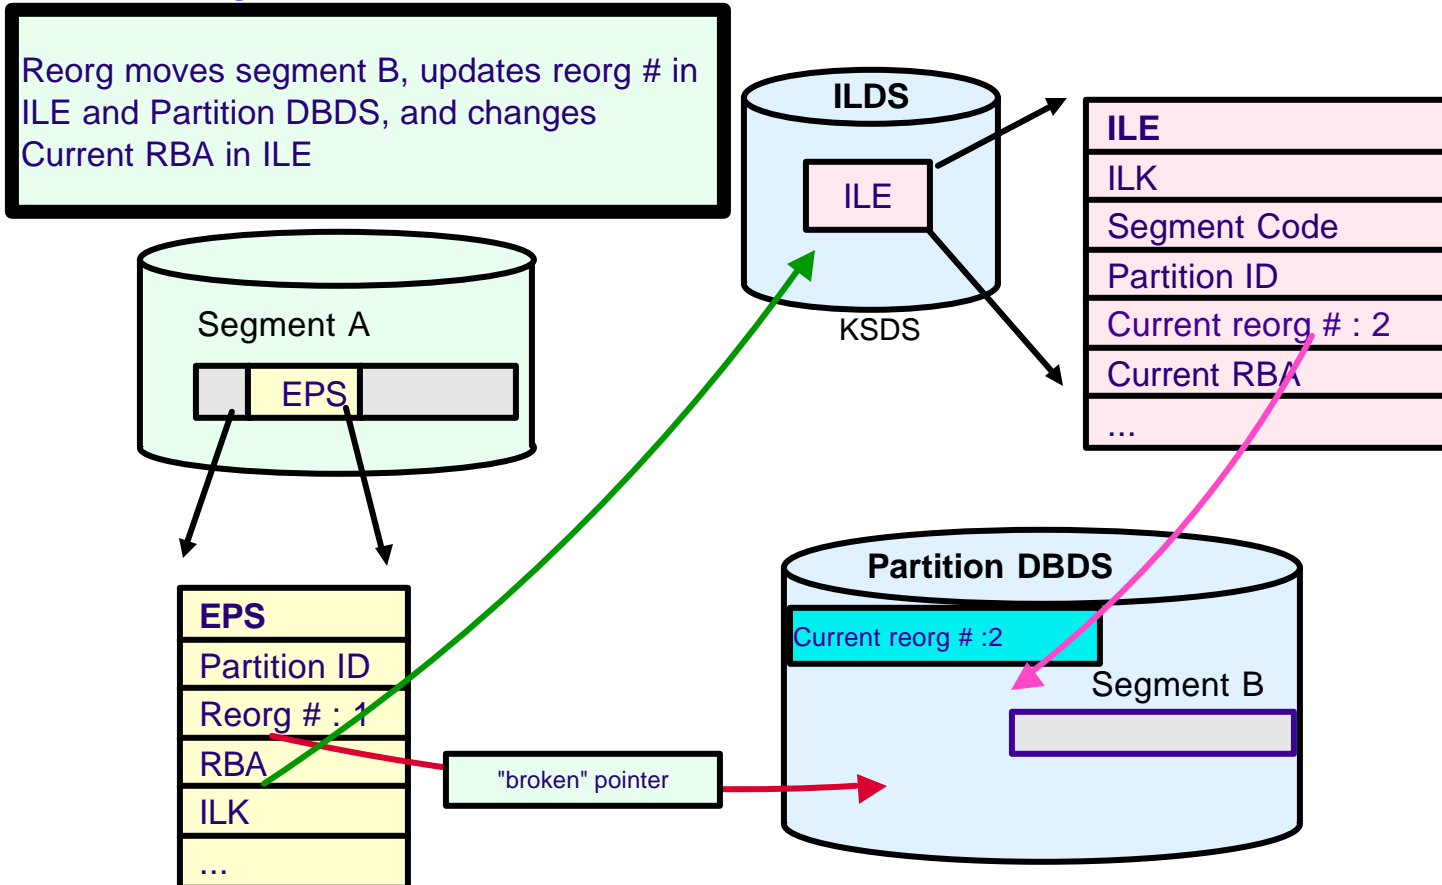 Reorg moves segment B, updates reorg # in
ILE and Partition DBDS, and changes
Current RBA in ILE
ILDS
ILE
KSDS
ILE
ILK
Segment Code
Partition ID
Current reorg # : 2
Current RBA
...
Segment A
EPS
EPS
Partition ID
Reorg # : 1
RBA
ILK
...
"broken" pointer
Partition DBDS
Current reorg # :2
Segment B